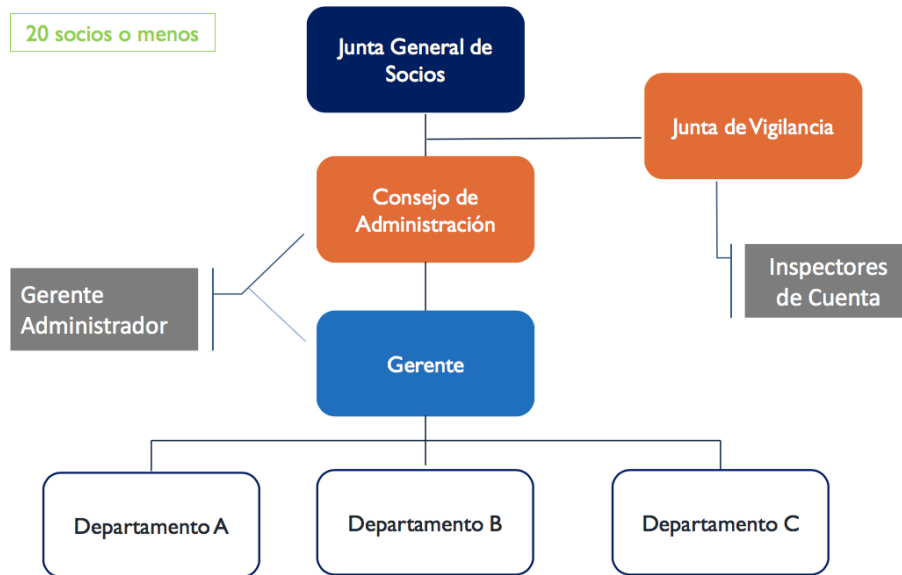 20 socios o menos
Junta General de
Socios
Junta de Vigilancia
Consejo de
Administración
Gerente
Administrador
Inspectores
de Cuenta
Gerente
Departamento A
Departamento B
Departamento C